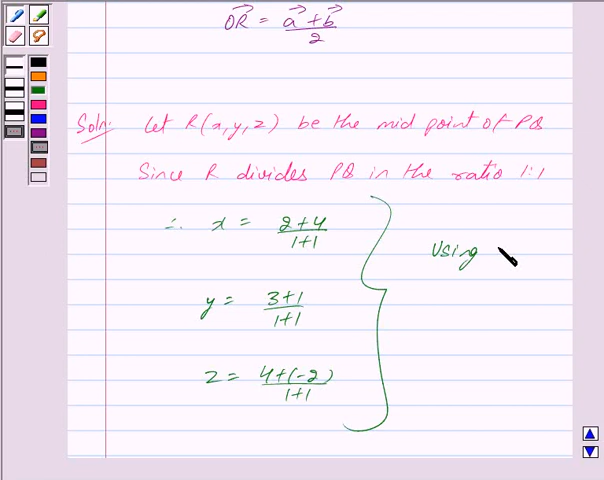 OR⃗ = (a⃗ + b⃗)/2
Soln: Let R(x, y, z) be the mid point of PQ
Since R divides PQ in the ratio 1:1
∴ x = (2+4)/(1+1)
Using
y = (3+1)/(1+1)
z = (4+(-2))/(1+1)